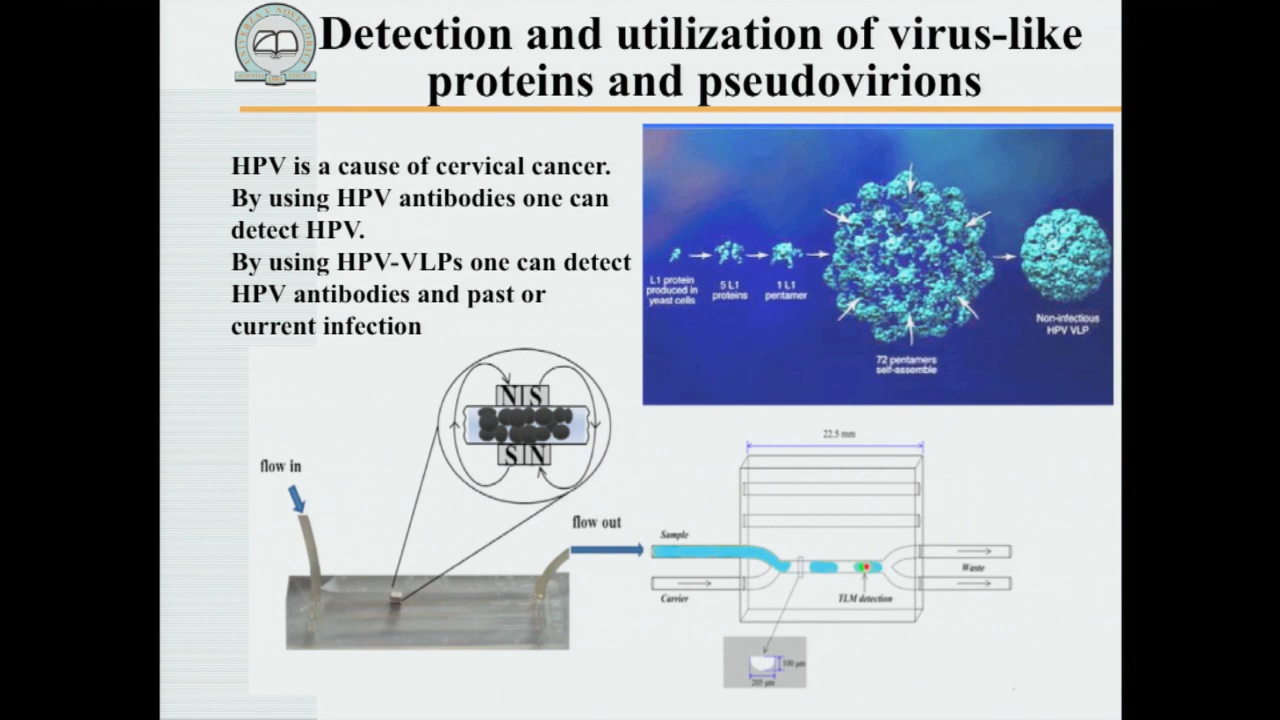 Detection and utilization of virus-like
proteins and pseudovirions
HPV is a cause of cervical cancer.
By using HPV antibodies one can
detect HPV.
By using HPV-VLPs one can detect
HPV antibodies and past or
current infection
L1 protein
produced in
yeast cells
5 L1
proteins
1 L1
pentamer
72 pentamers
self-assemble
Non-infectious
HPV VLP
N S
S N
flow in
flow out
22.5 mm
Sample
Carrier
Waste
TLM detection
100 µm
205 µm